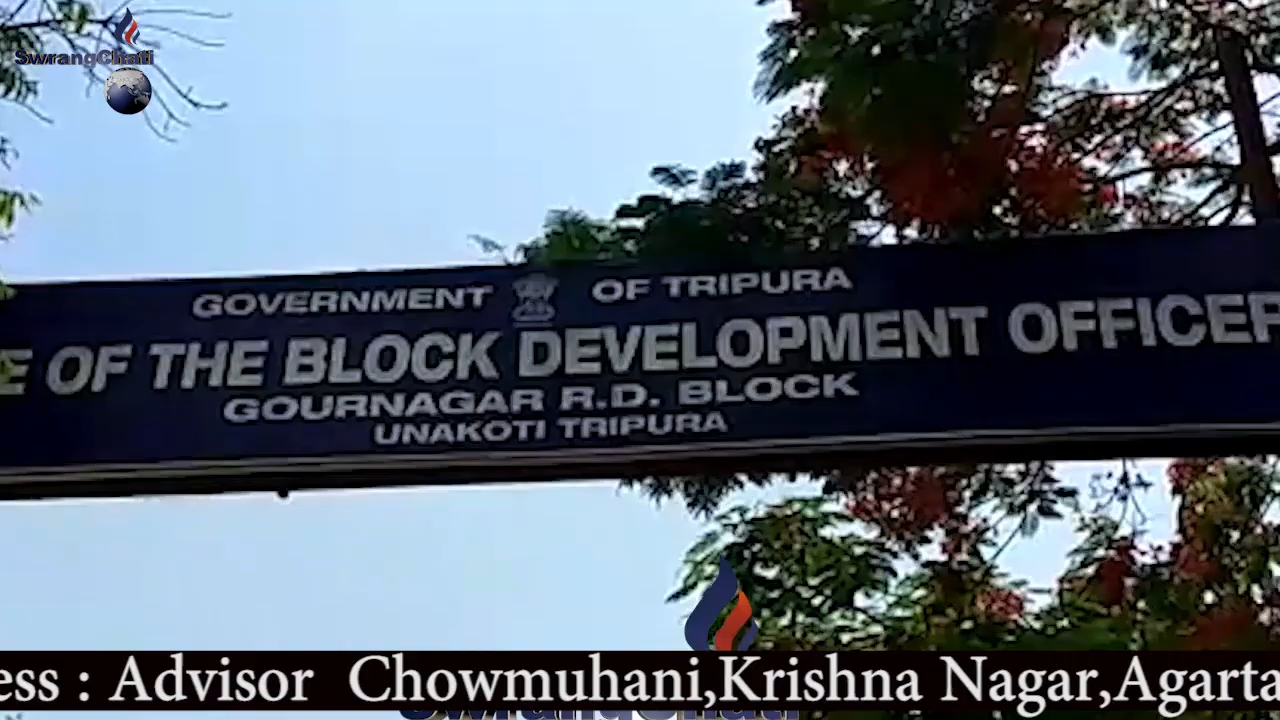 SwrangChati
GOVERNMENT OF TRIPURA
E OF THE BLOCK DEVELOPMENT OFFICER
GOURNAGAR R.D. BLOCK
UNAKOTI TRIPURA
ess : Advisor Chowmuhani,Krishna Nagar,Agarta
SwrangChati